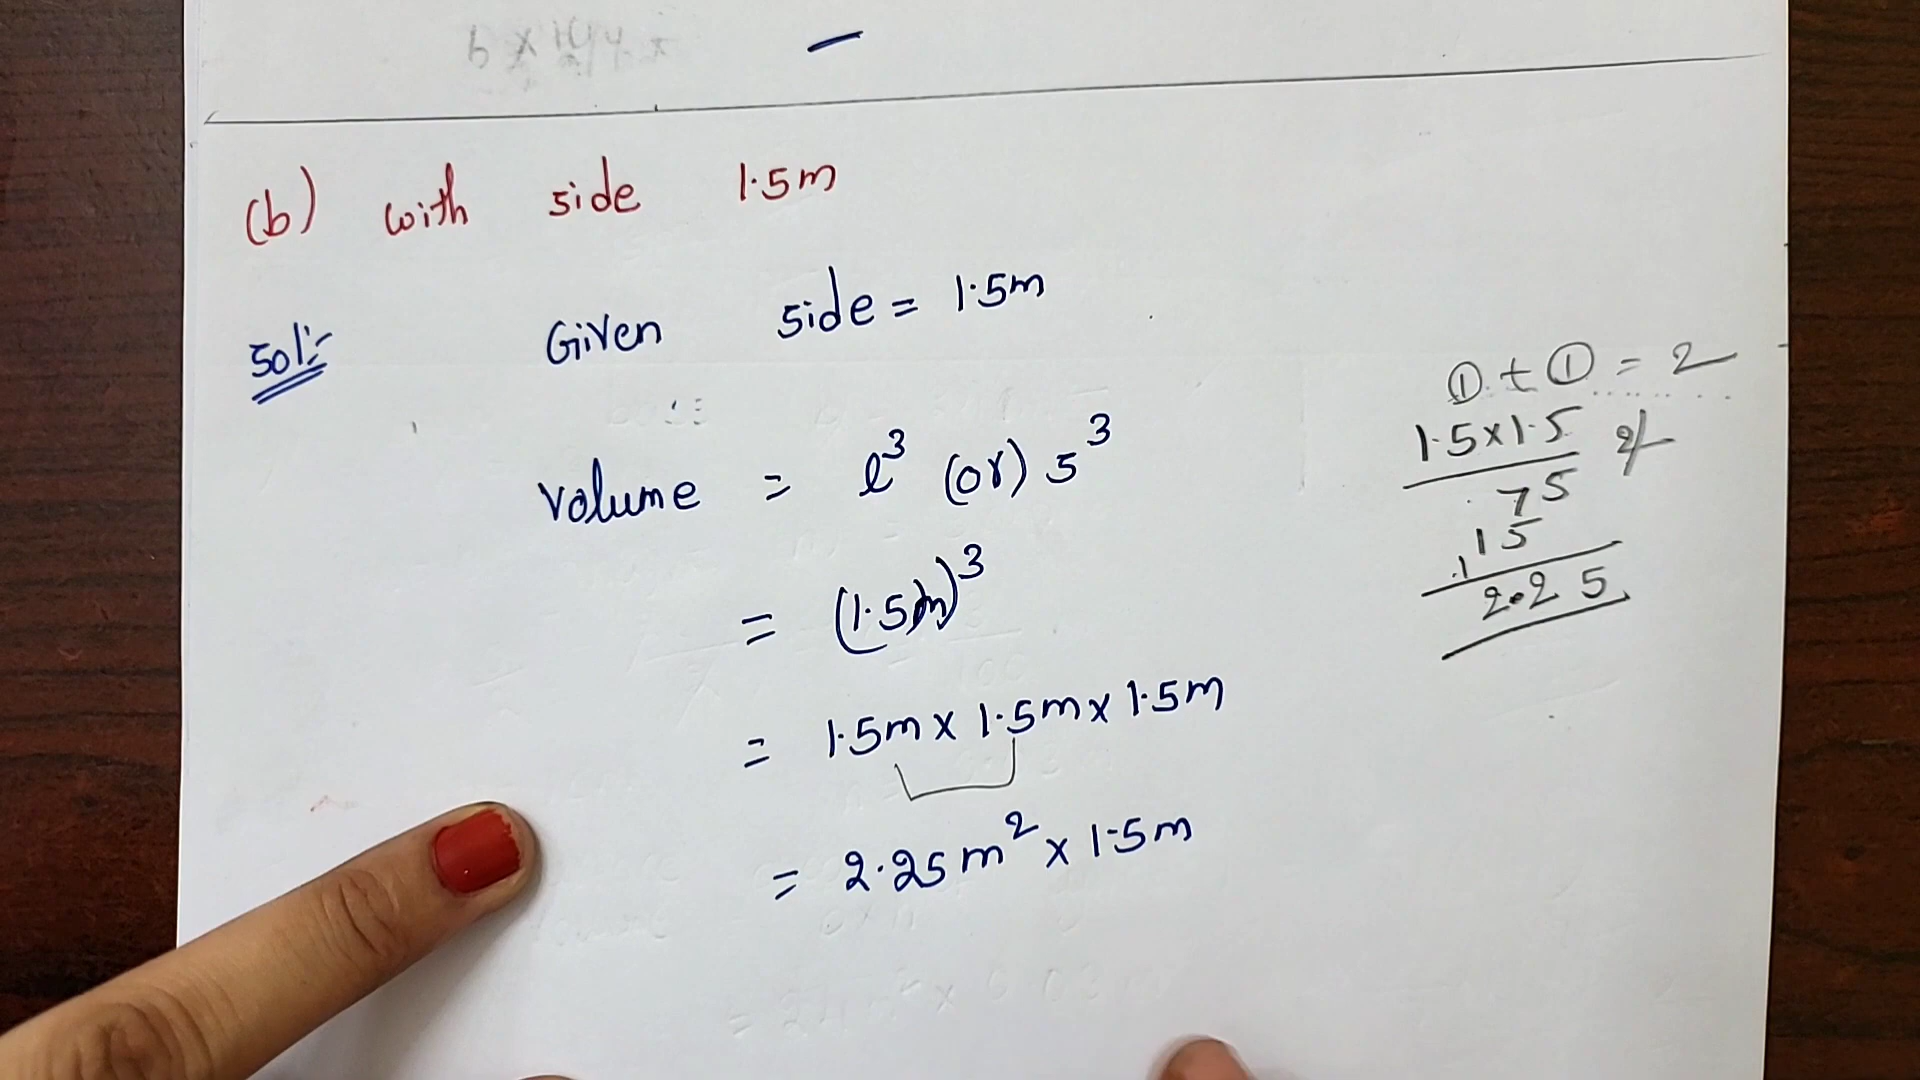 (b) with side 1.5m
Sol:- Given side = 1.5m
Volume = l³ (or) s³
= (1.5m)³
= 1.5m x 1.5m x 1.5m
= 2.25m² x 1.5m
① + ① = 2
1.5x1.5
75
15
1
2.25